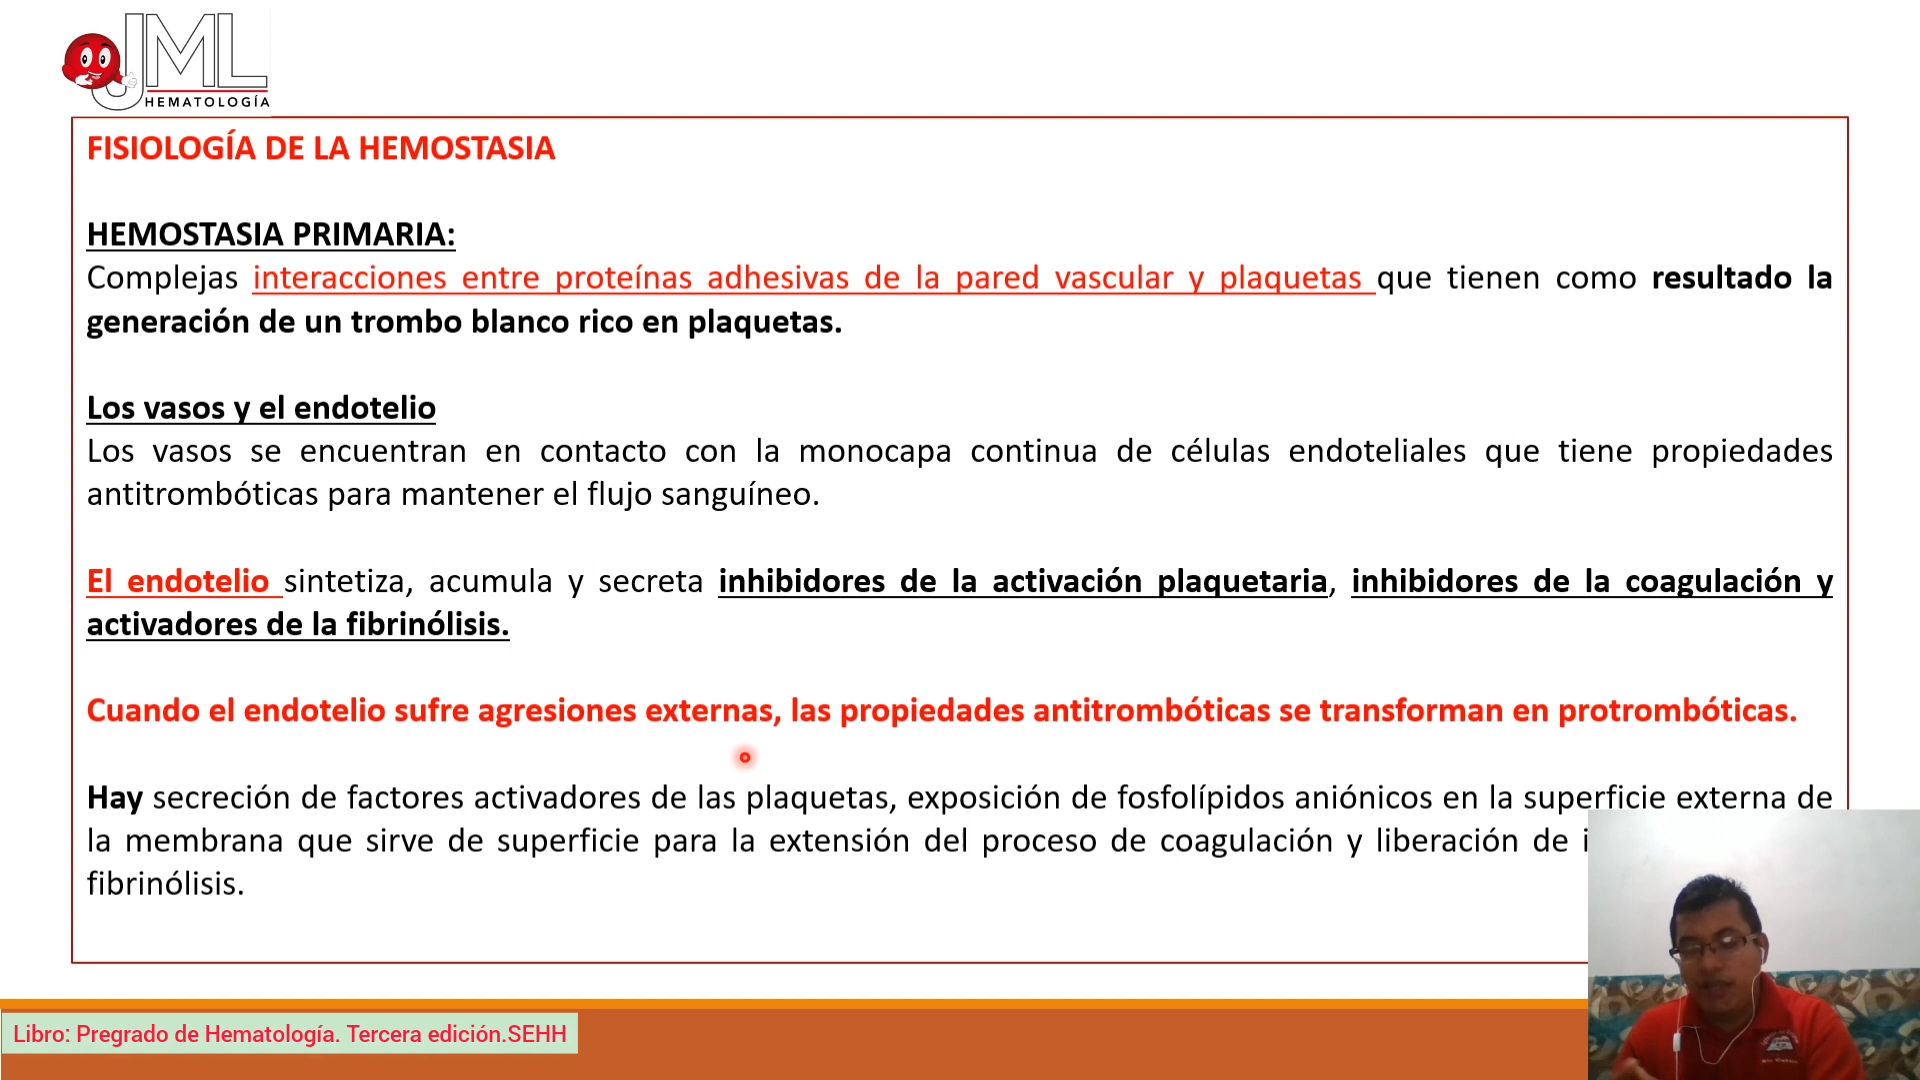 JML
HEMATOLOGÍA
FISIOLOGÍA DE LA HEMOSTASIA
HEMOSTASIA PRIMARIA:
Complejas interacciones entre proteínas adhesivas de la pared vascular y plaquetas que tienen como resultado la
generación de un trombo blanco rico en plaquetas.
Los vasos y el endotelio
Los vasos se encuentran en contacto con la monocapa continua de células endoteliales que tiene propiedades
antitrombóticas para mantener el flujo sanguíneo.
El endotelio sintetiza, acumula y secreta inhibidores de la activación plaquetaria, inhibidores de la coagulación y
activadores de la fibrinólisis.
Cuando el endotelio sufre agresiones externas, las propiedades antitrombóticas se transforman en protrombóticas.
Hay secreción de factores activadores de las plaquetas, exposición de fosfolípidos aniónicos en la superficie externa de
la membrana que sirve de superficie para la extensión del proceso de coagulación y liberación de
fibrinólisis.
Libro: Pregrado de Hematología. Tercera edición.SEHH